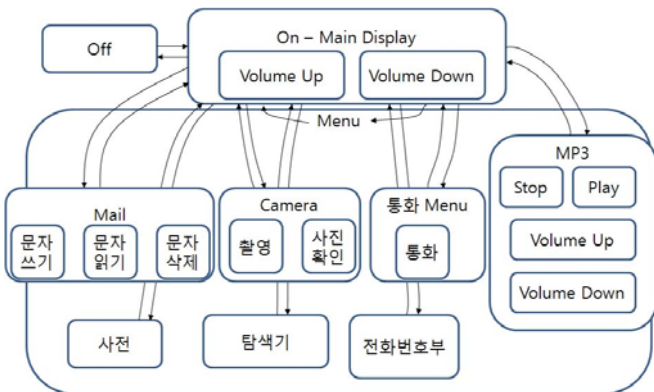 On – Main Display
Off
Volume Up
Volume Down
Menu
MP3
Stop
Play
Volume Up
Volume Down
Mail
문자
쓰기
문자
읽기
문자
삭제
Camera
촬영
사진
확인
통화 Menu
통화
사전
탐색기
전화번호부